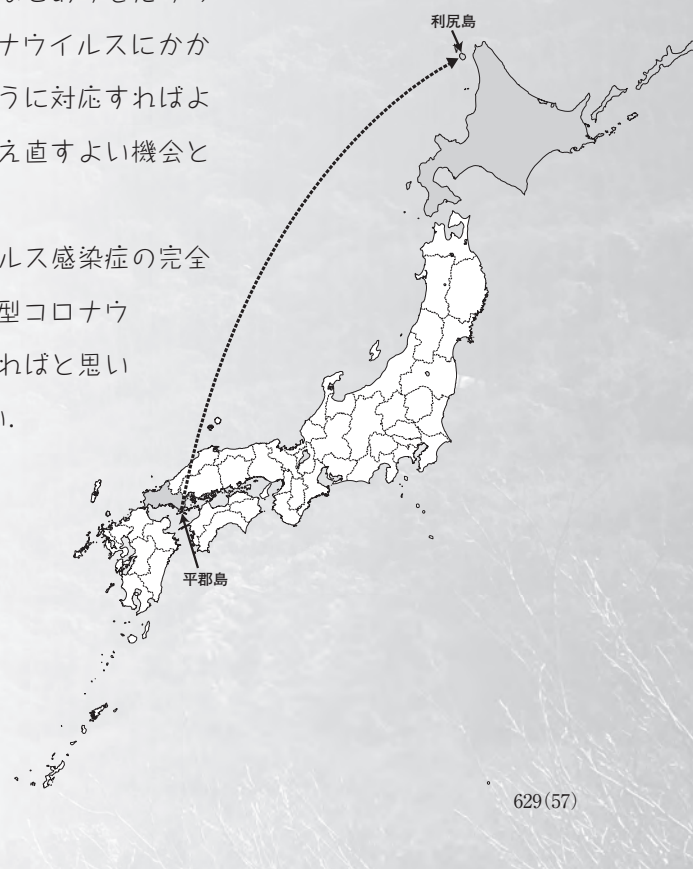 ナウイルスにかか
うに対応すればよ
え直すよい機会と
ルス感染症の完全
型コロナウ
ればと思い
い.
利尻島
平郡島
629(57)